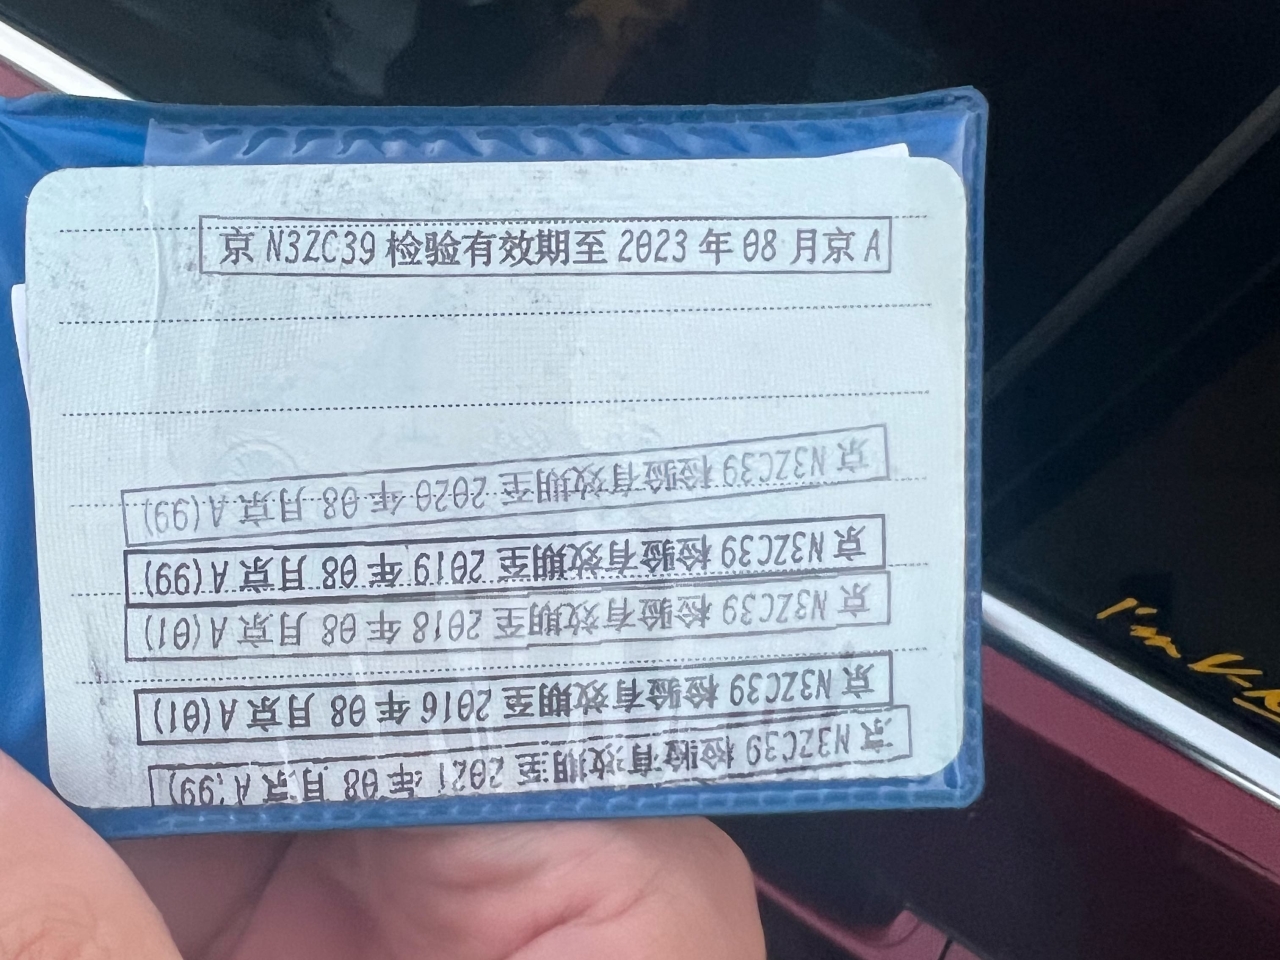 京 N3ZC39 检验有效期至 2023 年 08 月京 A
京 N3ZC39 检验有效期至 2020 年 08 月京 A(99)
京 N3ZC39 检验有效期至 2019 年 08 月京 A(99)
京 N3ZC39 检验有效期至 2018 年 08 月京 A(01)
京 N3ZC39 检验有效期至 2016 年 08 月京 A(01)
京 N3ZC39 检验有效期至 2021 年 08 月京 A(99)
I'm